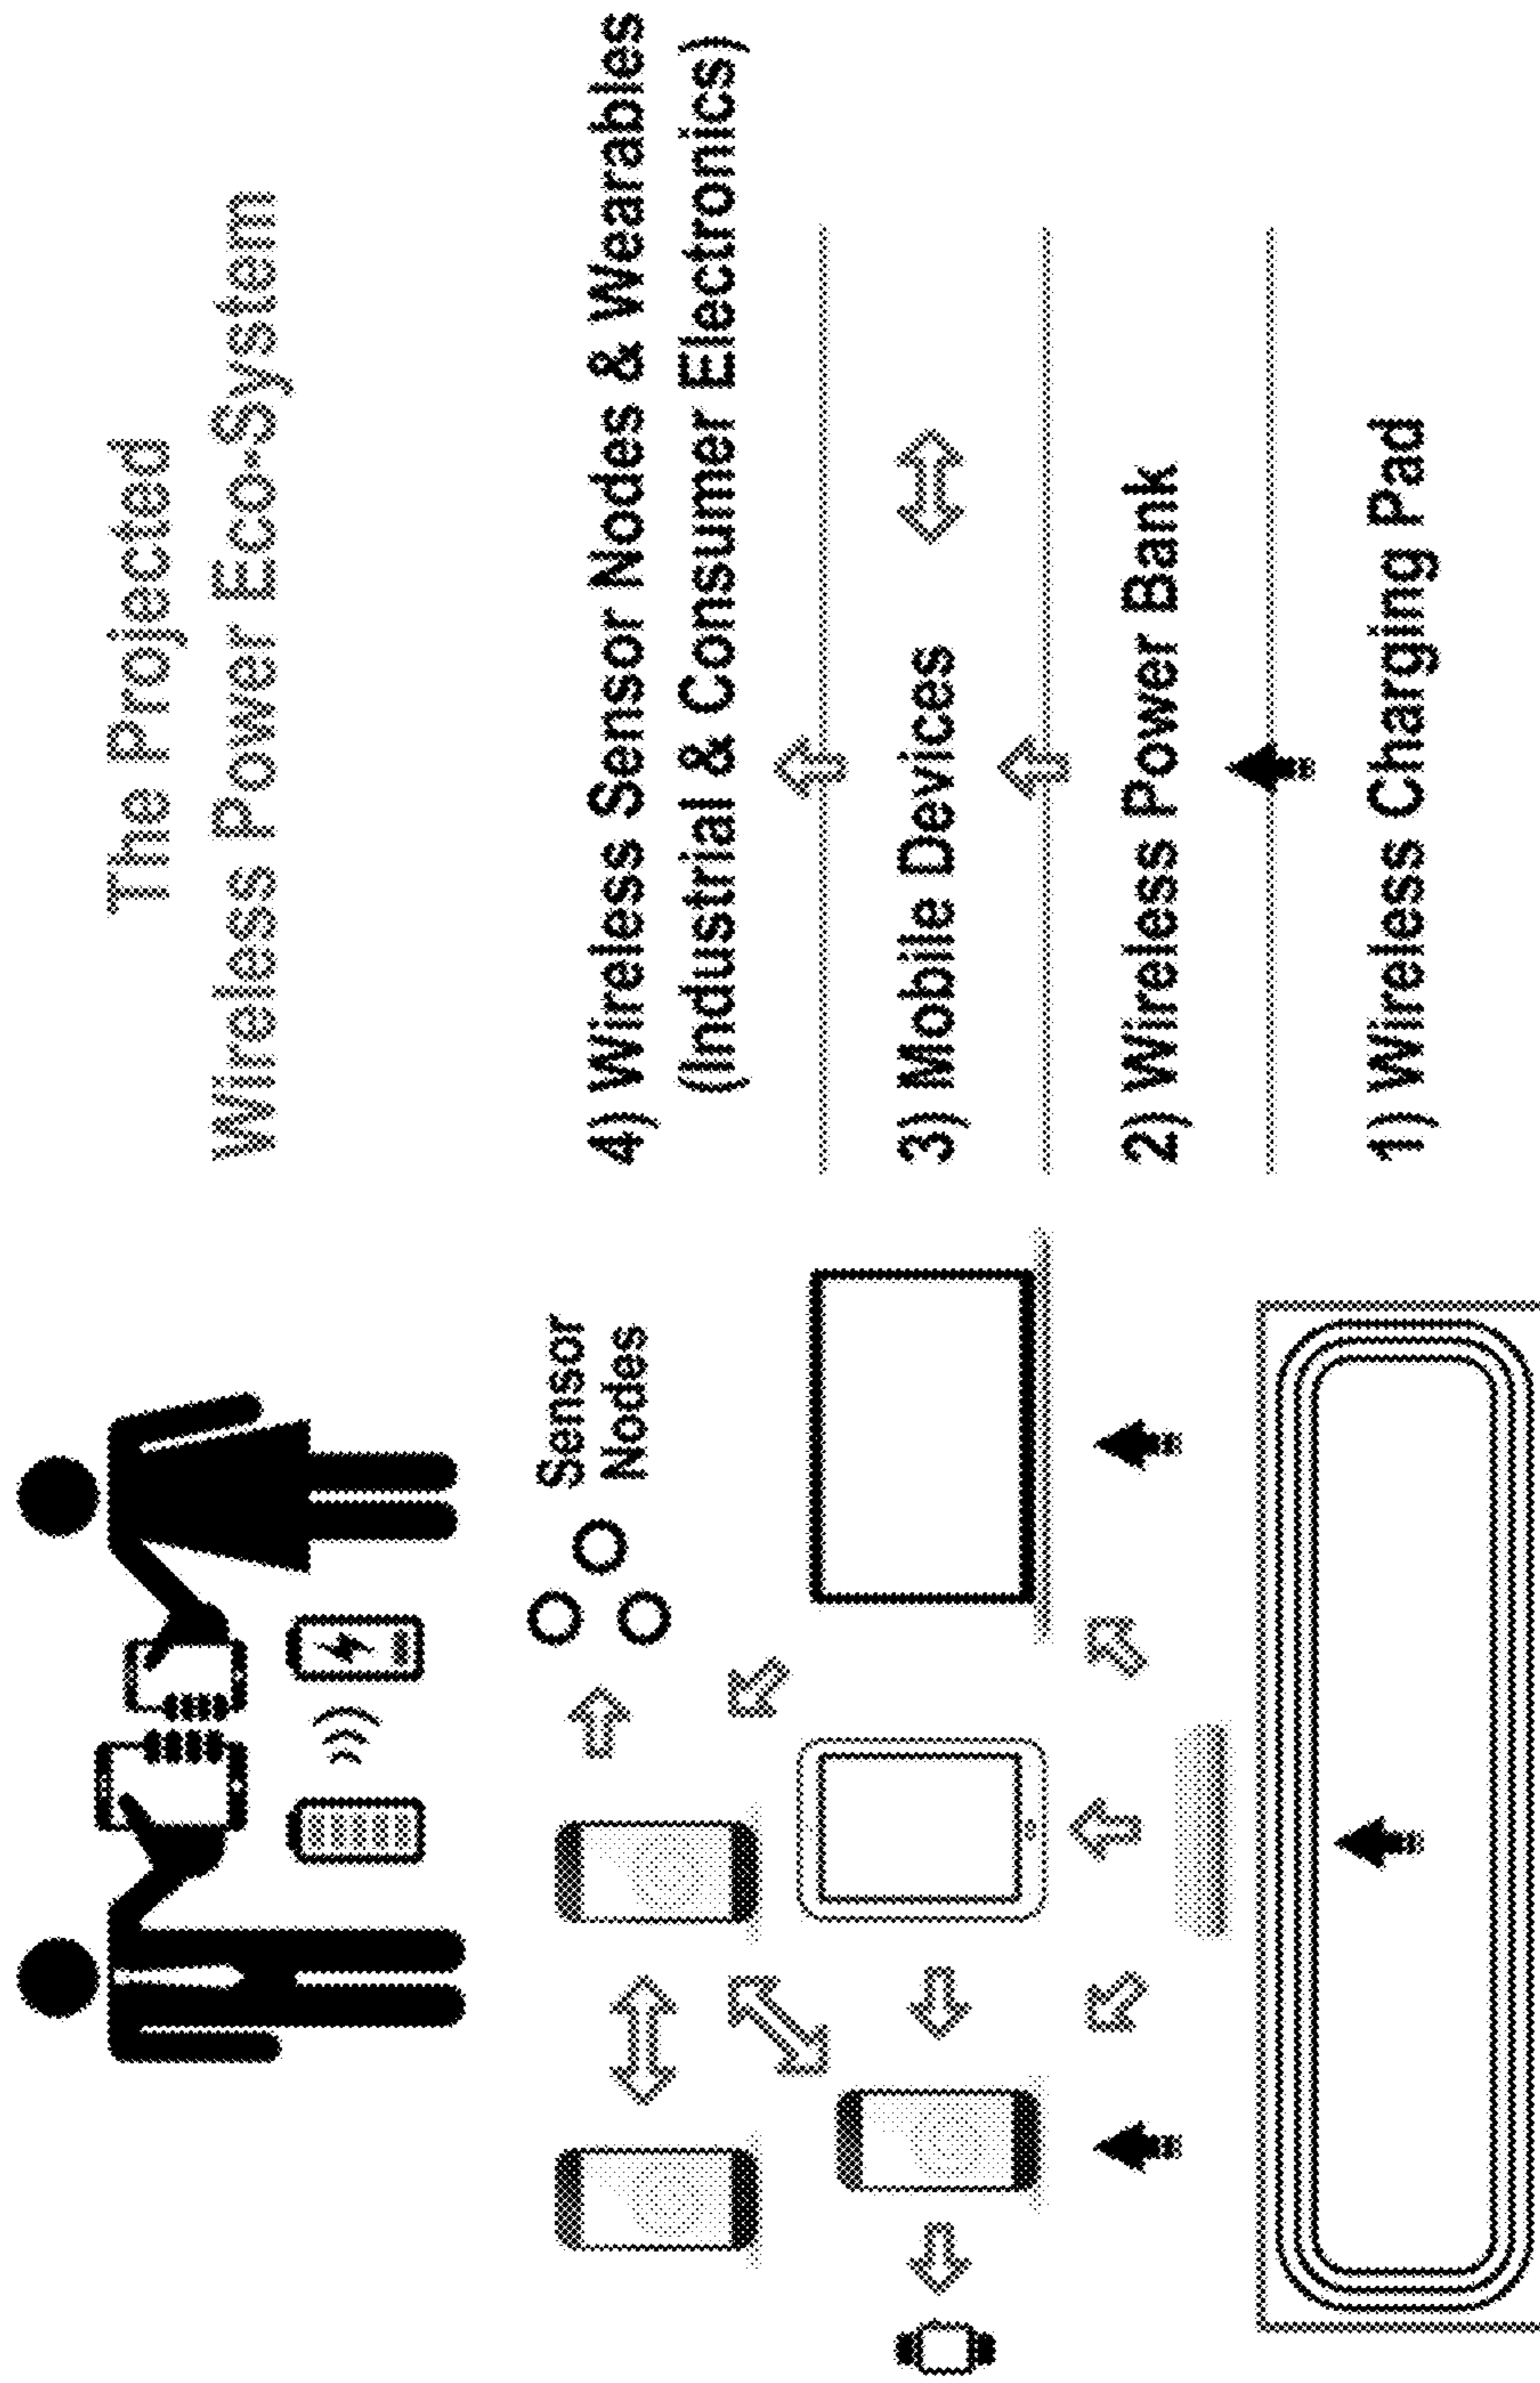 The Projected
Wireless Power Eco-System
Sensor
Nodes
4) Wireless Sensor Nodes & Wearables
(Industrial & Consumer Electronics)
3) Mobile Devices
2) Wireless Power Bank
1) Wireless Charging Pad